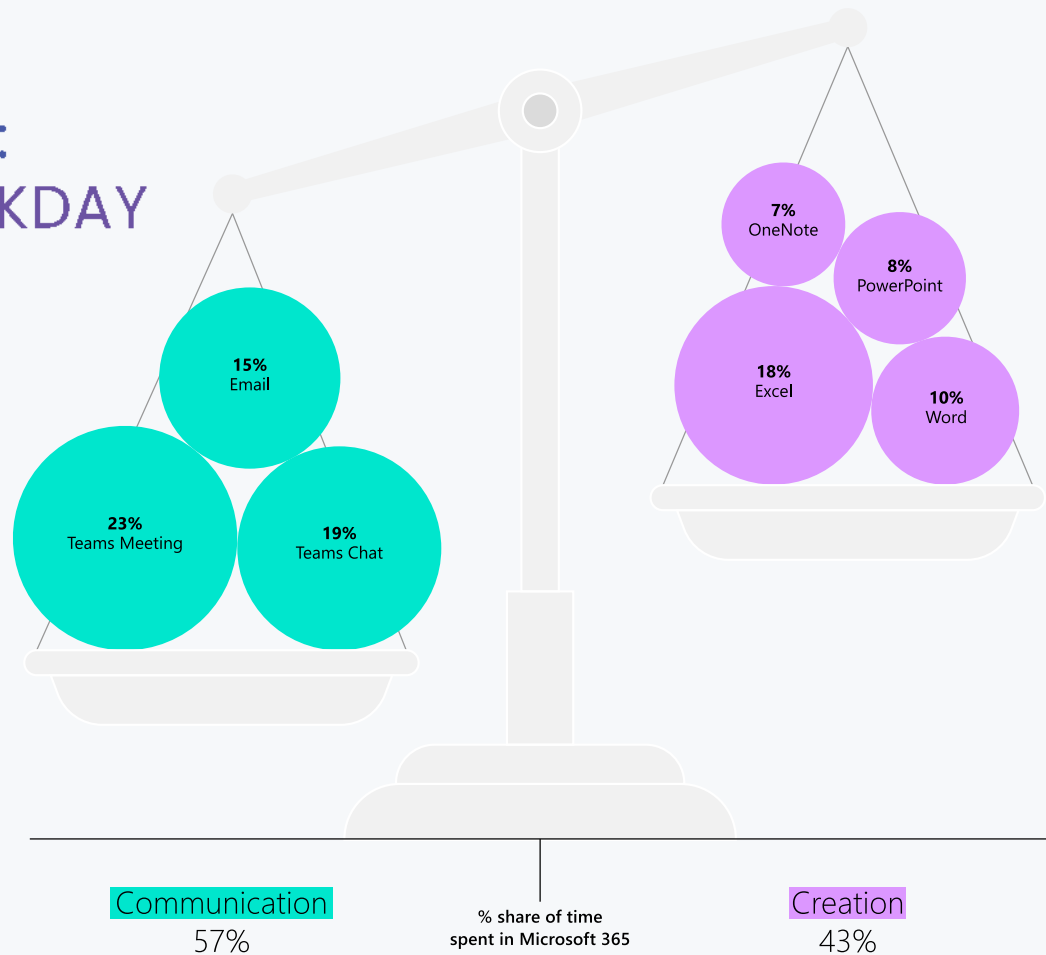 KDAY
7%
OneNote
8%
PowerPoint
15%
Email
18%
Excel
10%
Word
23%
Teams Meeting
19%
Teams Chat
Communication
57%
% share of time
spent in Microsoft 365
Creation
43%